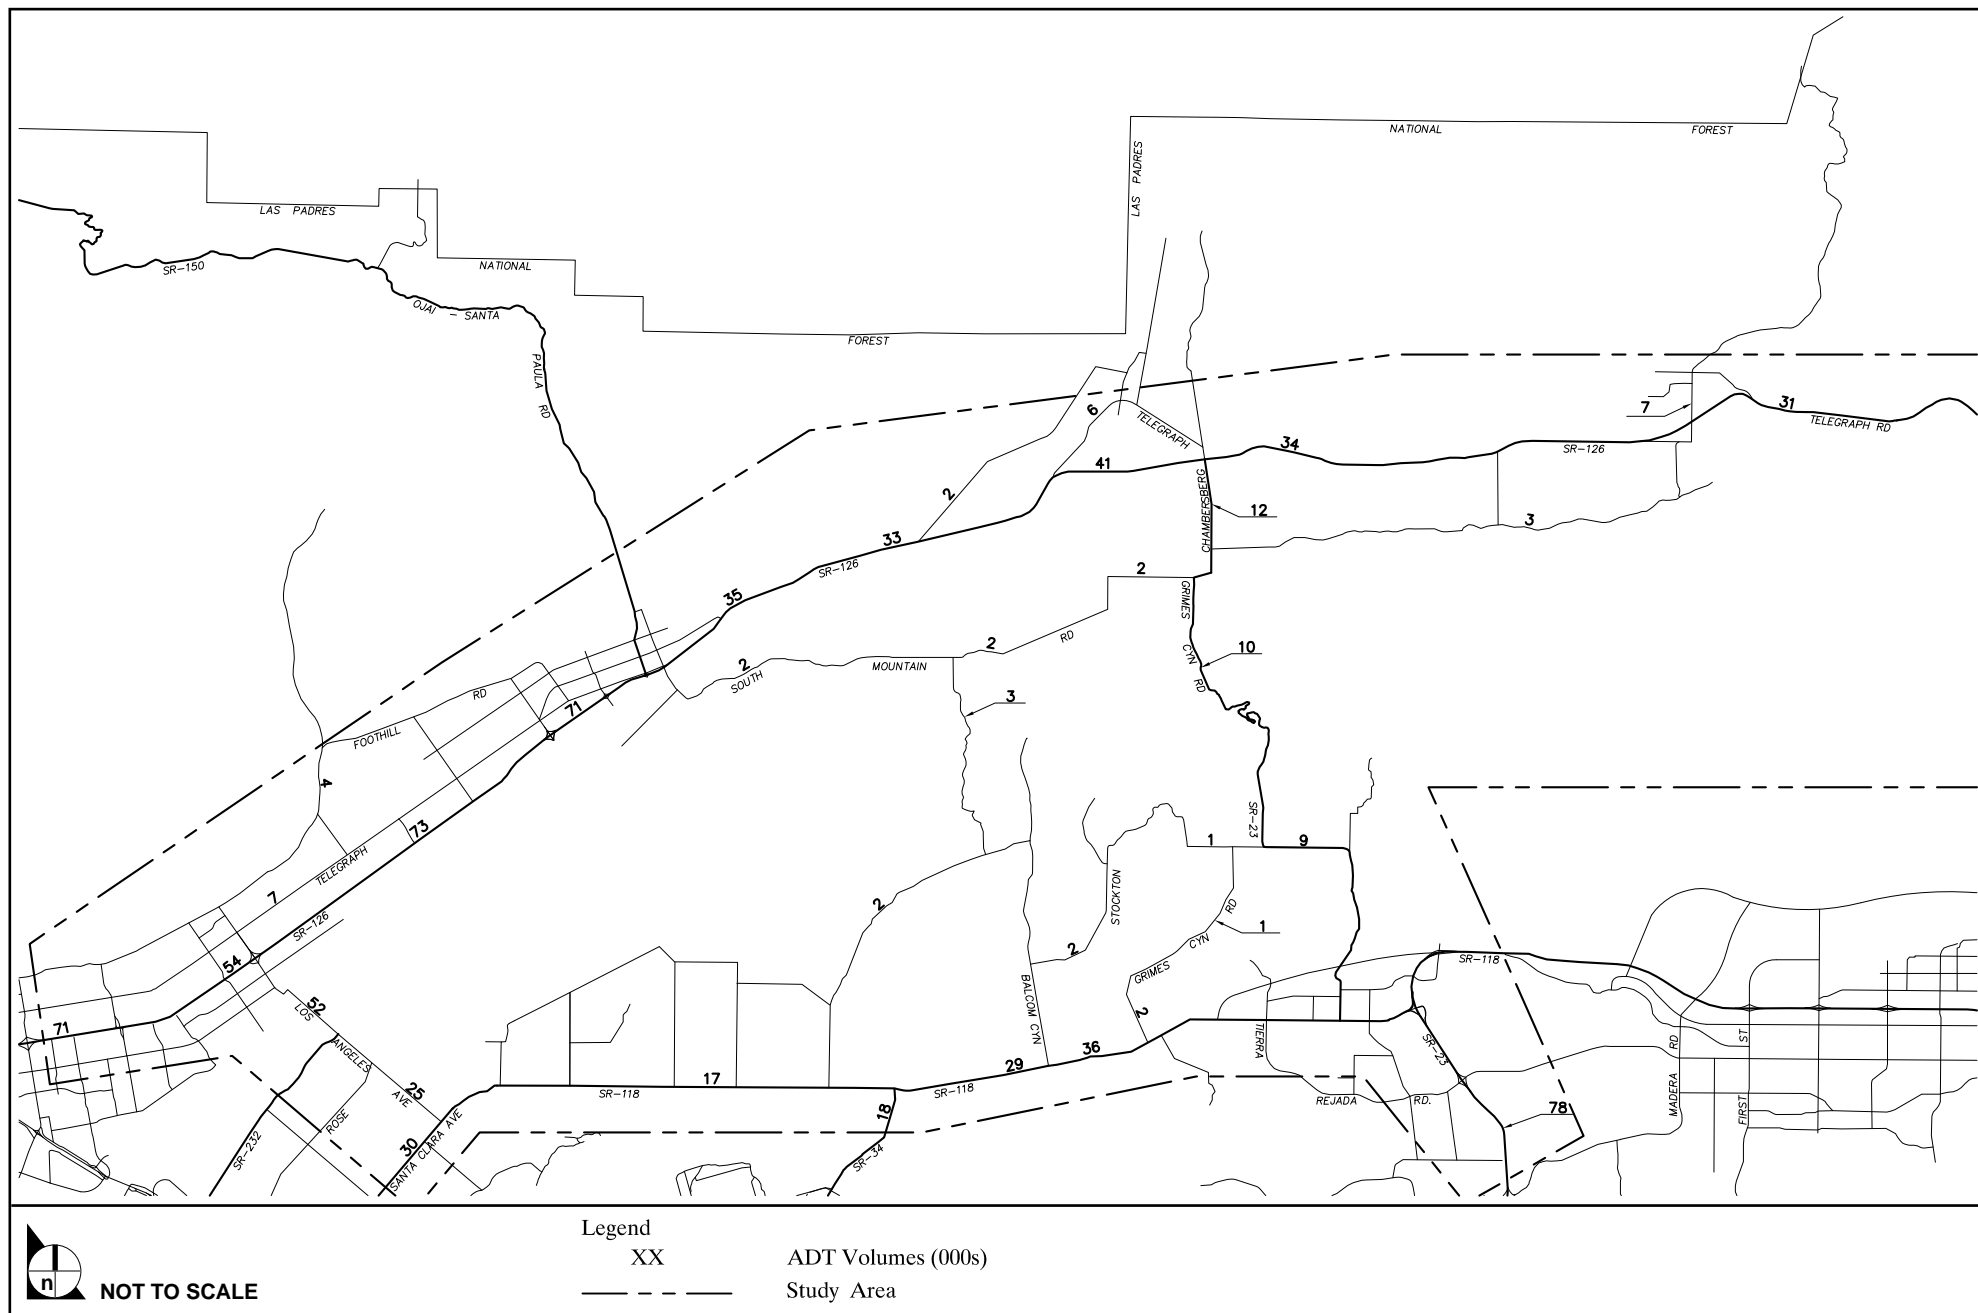 NATIONAL
FOREST
LAS PADRES
LAS PADRES
SR-150
NATIONAL
OJAI - SANTA
FOREST
PAULA RD
7
31
TELEGRAPH RD
6
TELEGRAPH
34
SR-126
41
CHAMBERSBERG
2
12
3
33
SR-126
2
GRIMES
35
RD
10
CYN RD
2
2
MOUNTAIN
SOUTH
RD
3
71
FOOTHILL
4
SR-23
73
1
9
TELEGRAPH
7
2
STOCKTON
RD
1
SR-126
2
CYN
GRIMES
54
SR-118
BALCOM CYN
52
LOS
2
71
TIERRA
ANGELES
36
SR-23
RD
ST
29
17
25
SR-118
SR-118
AVE
REJADA
RD.
MADERA
FIRST
18
78
ROSE
30
SANTA CLARA AVE
SR-232
SR-34
Legend
XX
ADT Volumes (000s)
n
NOT TO SCALE
Study Area